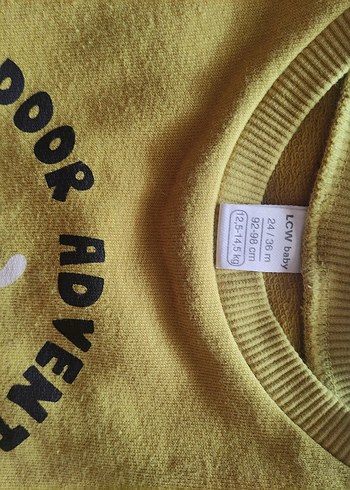 DOOR ADVENT
LCW baby
24 / 36 m
92-98 cm
12,5-14,5 kg